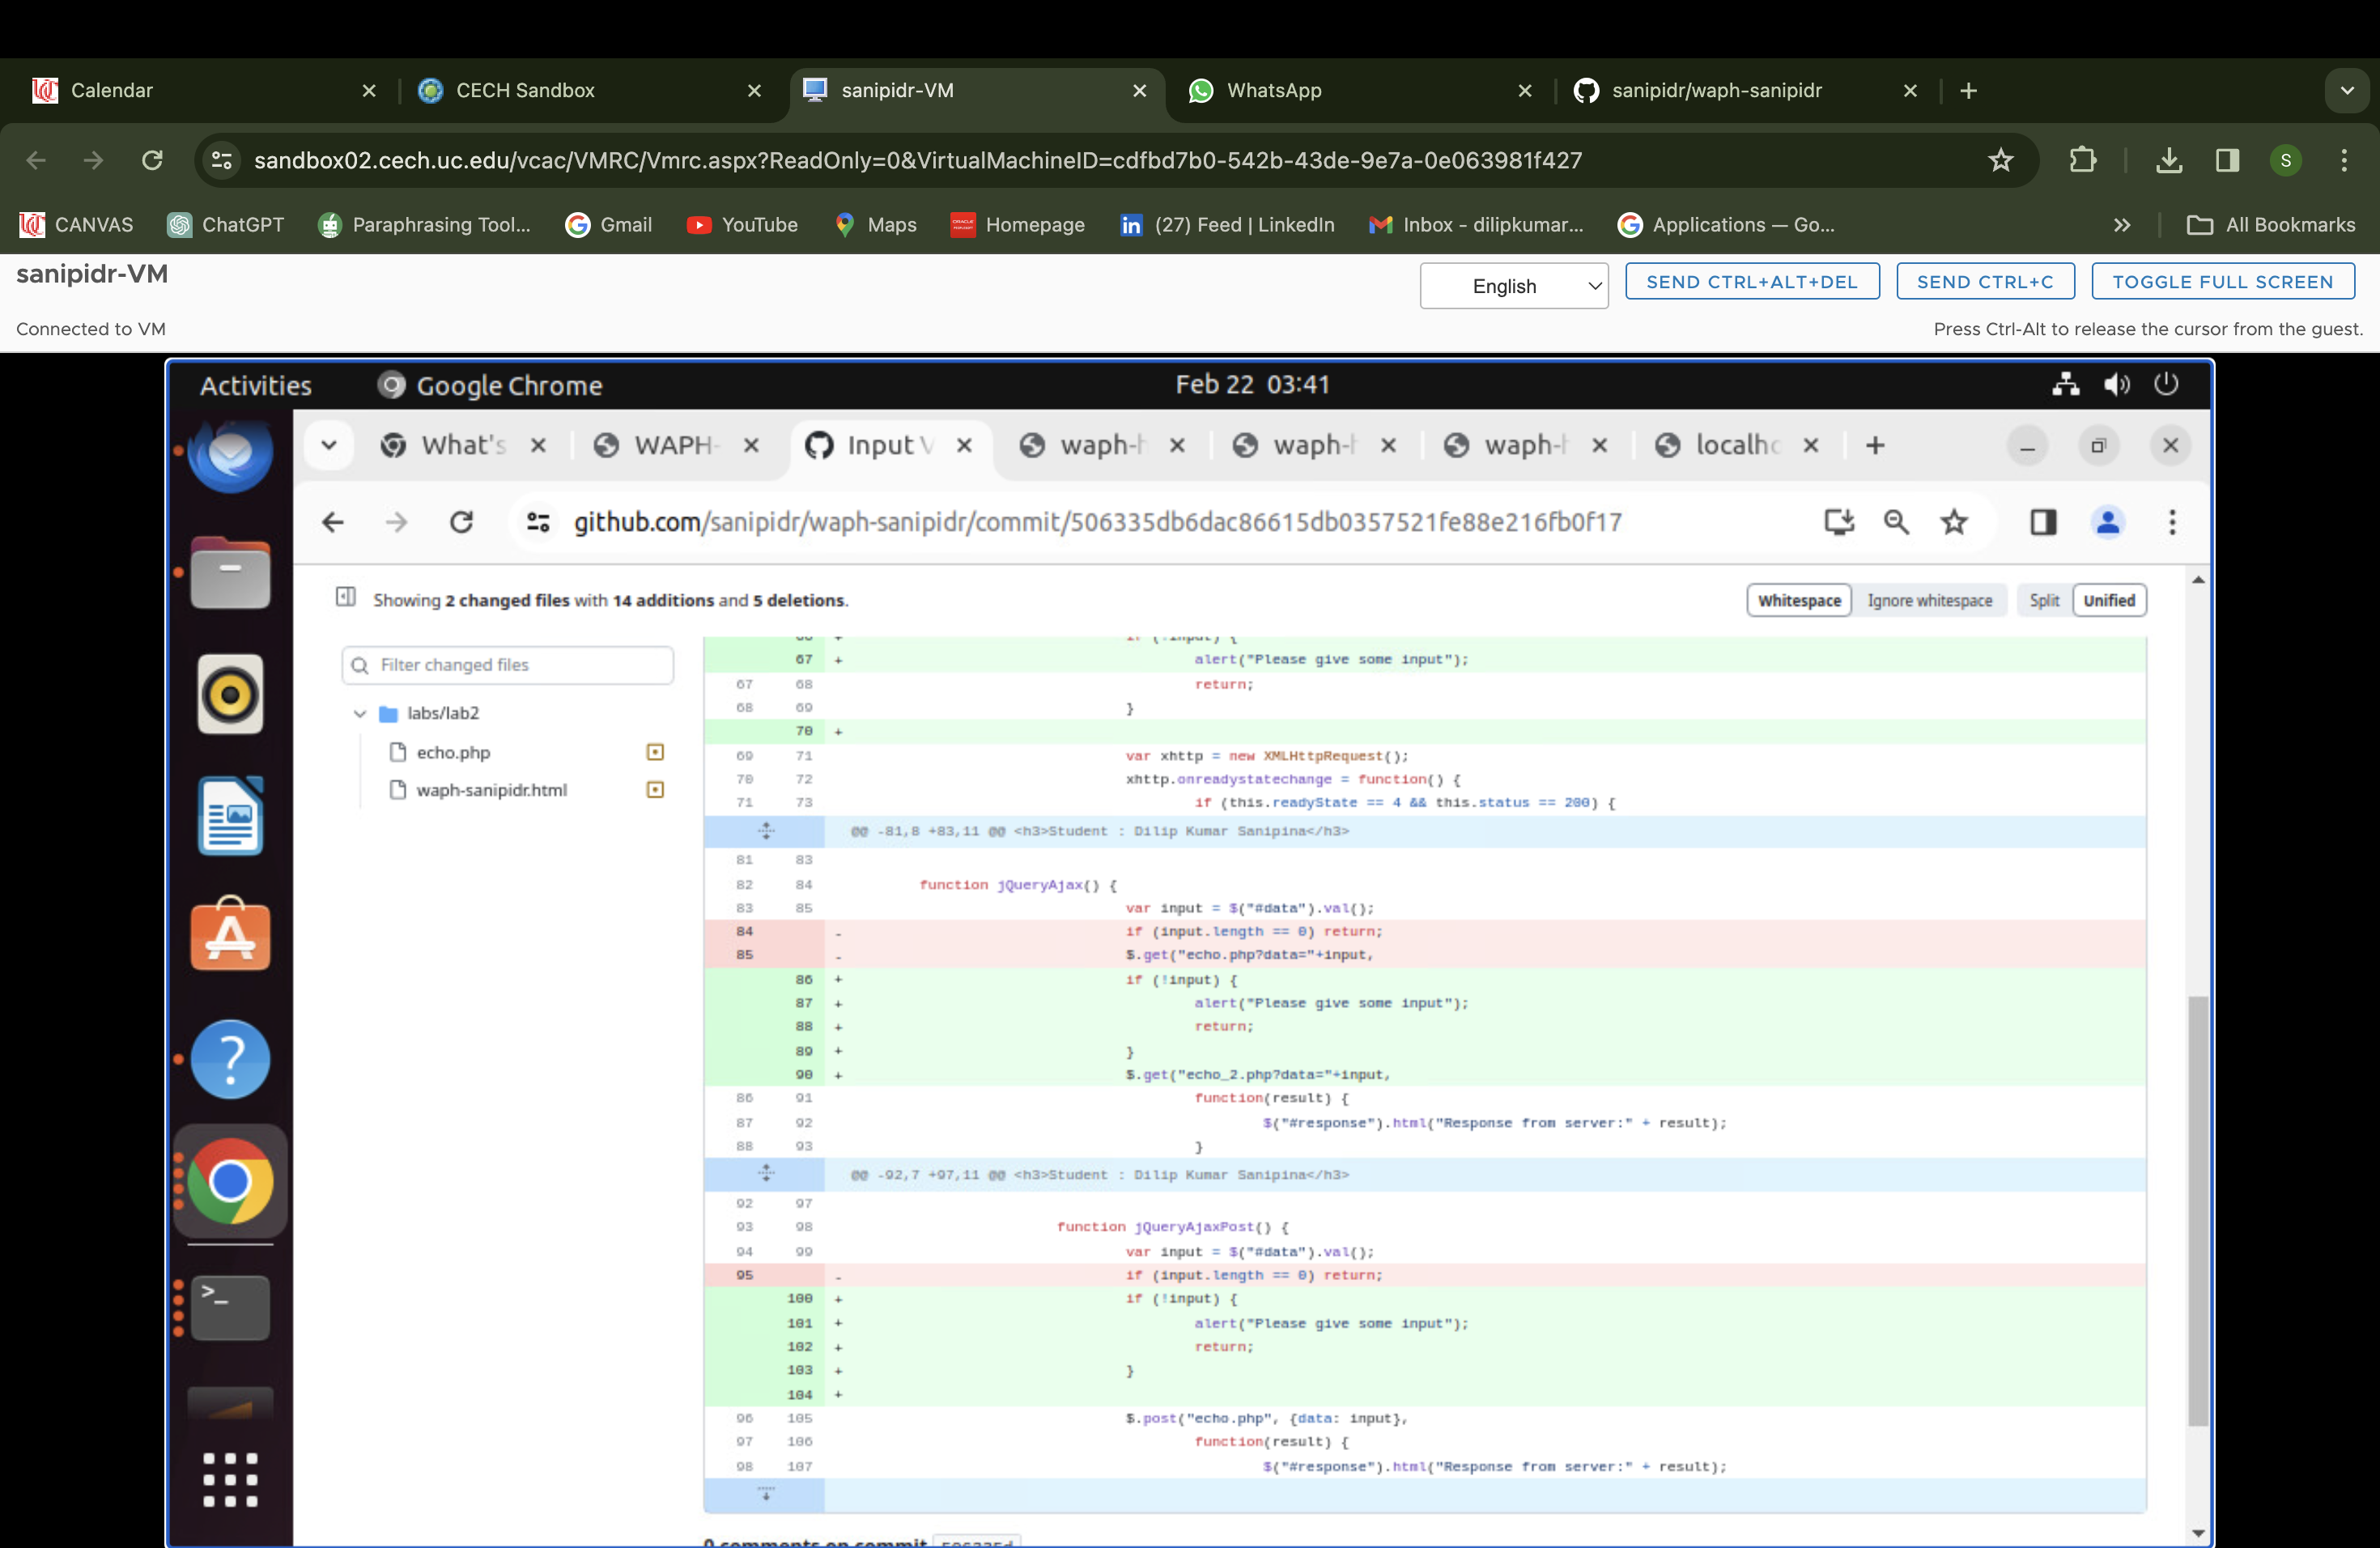 Calendar
CECH Sandbox
sanipidr-VM
WhatsApp
sanipidr/waph-sanipidr
sandbox02.cech.uc.edu/vcac/VMRC/Vmrc.aspx?ReadOnly=0&VirtualMachineID=cdfbd7b0-542b-43de-9e7a-0e063981f427
S
CANVAS
ChatGPT
Paraphrasing Tool...
Gmail
YouTube
Maps
Homepage
(27) Feed | LinkedIn
Inbox - dilipkumar...
Applications — Go...
All Bookmarks
sanipidr-VM
English
SEND CTRL+ALT+DEL
SEND CTRL+C
TOGGLE FULL SCREEN
Connected to VM
Press Ctrl-Alt to release the cursor from the guest.
Activities
Google Chrome
Feb 22 03:41
What's
WAPH-
Input V
waph-h
waph-h
waph-h
localho
github.com/sanipidr/waph-sanipidr/commit/506335db6dac86615db0357521fe88e216fb0f17
Showing 2 changed files with 14 additions and 5 deletions.
Whitespace
Ignore whitespace
Split
Unified
Filter changed files
labs/lab2
echo.php
waph-sanipidr.html
66 + if (!input) {
67 + alert("Please give some input");
67 68 return;
68 69 }
70 +
69 71 var xhttp = new XMLHttpRequest();
70 72 xhttp.onreadystatechange = function() {
71 73 if (this.readyState == 4 && this.status == 200) {
@@ -81,8 +83,11 @@ <h3>Student : Dilip Kumar Sanipina</h3>
81 83
82 84 function jQueryAjax() {
83 85 var input = $("#data").val();
84 - if (input.length == 0) return;
85 - $.get("echo.php?data="+input,
86 + if (!input) {
87 + alert("Please give some input");
88 + return;
89 + }
90 + $.get("echo_2.php?data="+input,
86 91 function(result) {
87 92 $("#response").html("Response from server:" + result);
88 93 }
@@ -92,7 +97,11 @@ <h3>Student : Dilip Kumar Sanipina</h3>
92 97
93 98 function jQueryAjaxPost() {
94 99 var input = $("#data").val();
95 - if (input.length == 0) return;
100 + if (!input) {
101 + alert("Please give some input");
102 + return;
103 + }
104 +
96 105 $.post("echo.php", {data: input},
97 106 function(result) {
98 107 $("#response").html("Response from server:" + result);
0 comments on commit